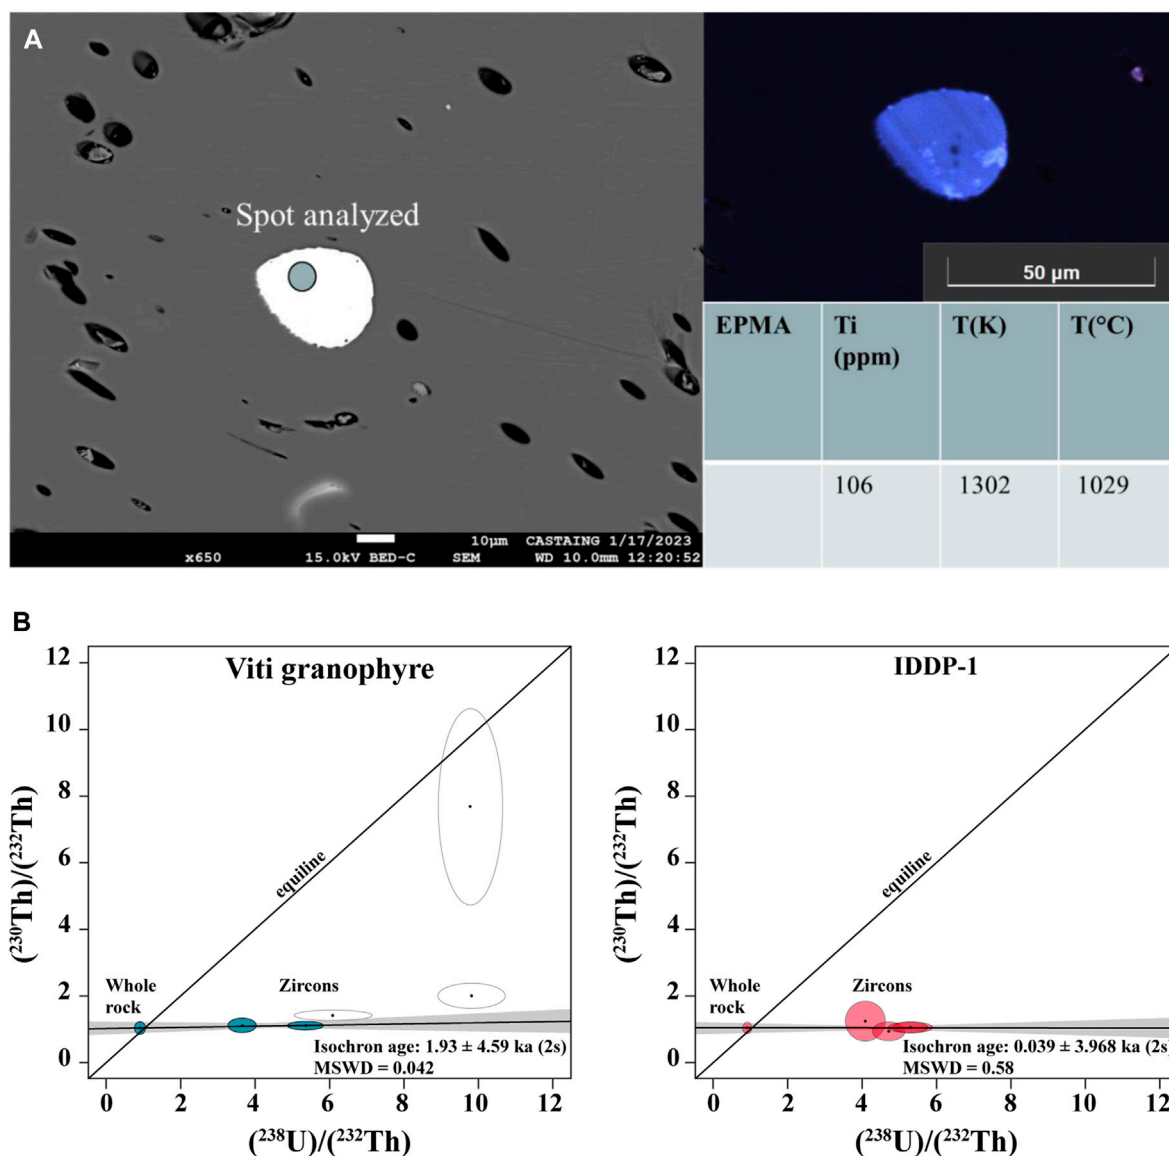 A
Spot analyzed
10μm CASTAING 1/17/2023
x650 15.0kV BED-C SEM WD 10.0mm 12:20:52
50 μm
EPMA Ti (ppm) T(K) T(°C)
106 1302 1029
B
Viti granophyre
12
10
8
6
4
2
0
equiline
Whole rock
Zircons
Isochron age: 1.93 ± 4.59 ka (2s)
MSWD = 0.042
0 2 4 6 8 10 12
(²³⁸U)/(²³²Th)
(²³⁰Th)/(²³²Th)
IDDP-1
12
10
8
6
4
2
0
equiline
Whole rock
Zircons
Isochron age: 0.039 ± 3.968 ka (2s)
MSWD = 0.58
0 2 4 6 8 10 12
(²³⁸U)/(²³²Th)
(²³⁰Th)/(²³²Th)